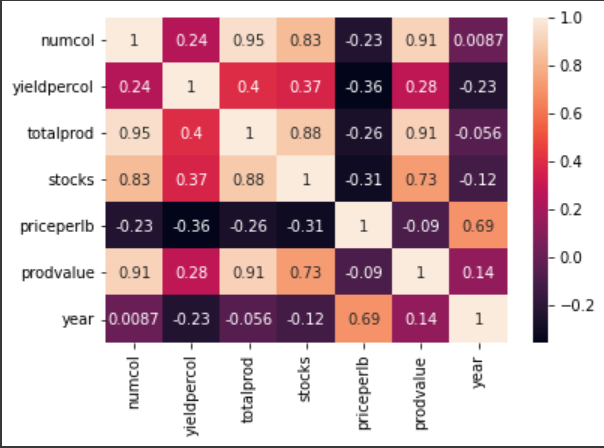 numcol 1 0.24 0.95 0.83 -0.23 0.91 0.0087
yieldpercol 0.24 1 0.4 0.37 -0.36 0.28 -0.23
totalprod 0.95 0.4 1 0.88 -0.26 0.91 -0.056
stocks 0.83 0.37 0.88 1 -0.31 0.73 -0.12
priceperlb -0.23 -0.36 -0.26 -0.31 1 -0.09 0.69
prodvalue 0.91 0.28 0.91 0.73 -0.09 1 0.14
year 0.0087 -0.23 -0.056 -0.12 0.69 0.14 1
numcol
yieldpercol
totalprod
stocks
priceperlb
prodvalue
year
1.0
0.8
0.6
0.4
0.2
0.0
−0.2